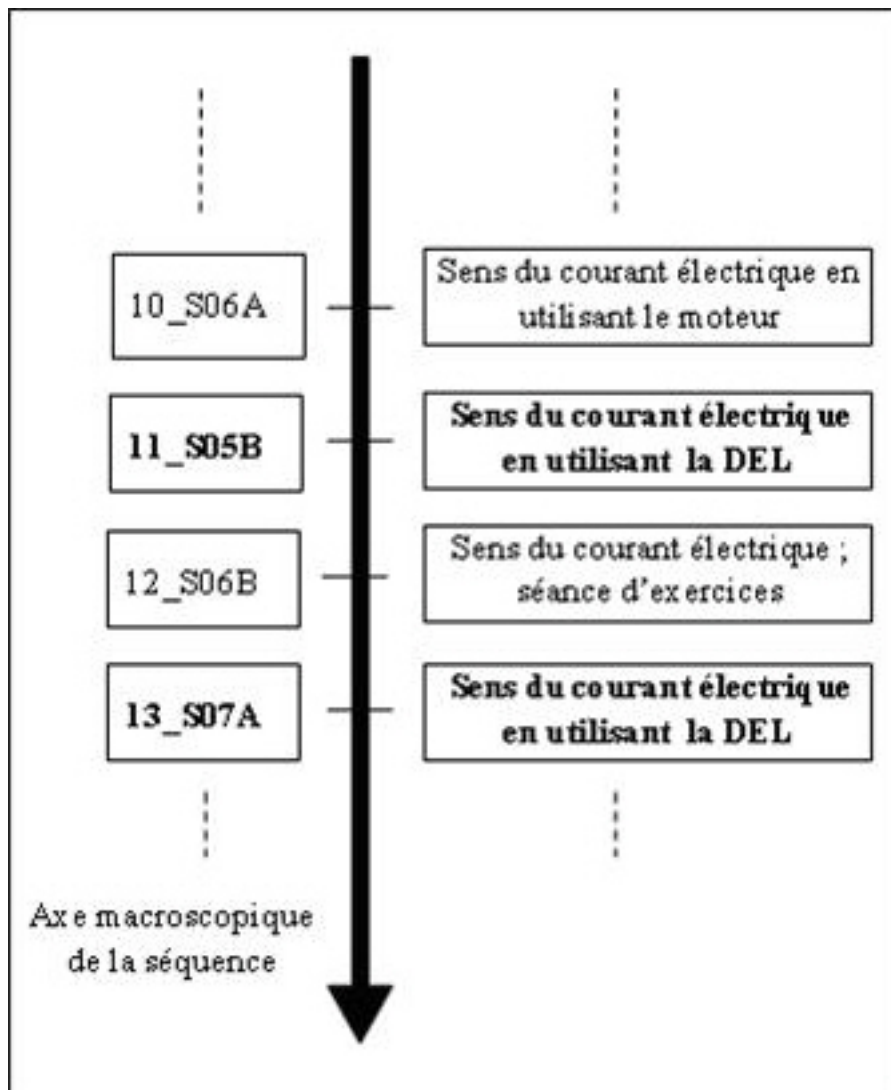 10_S06A
Sens du courant électrique en
utilisant le moteur
11_S05B
Sens du courant électrique
en utilisant la DEL
12_S06B
Sens du courant électrique ;
séance d'exercices
13_S07A
Sens du courant électrique
en utilisant la DEL
Axe macroscopique
de la séquence